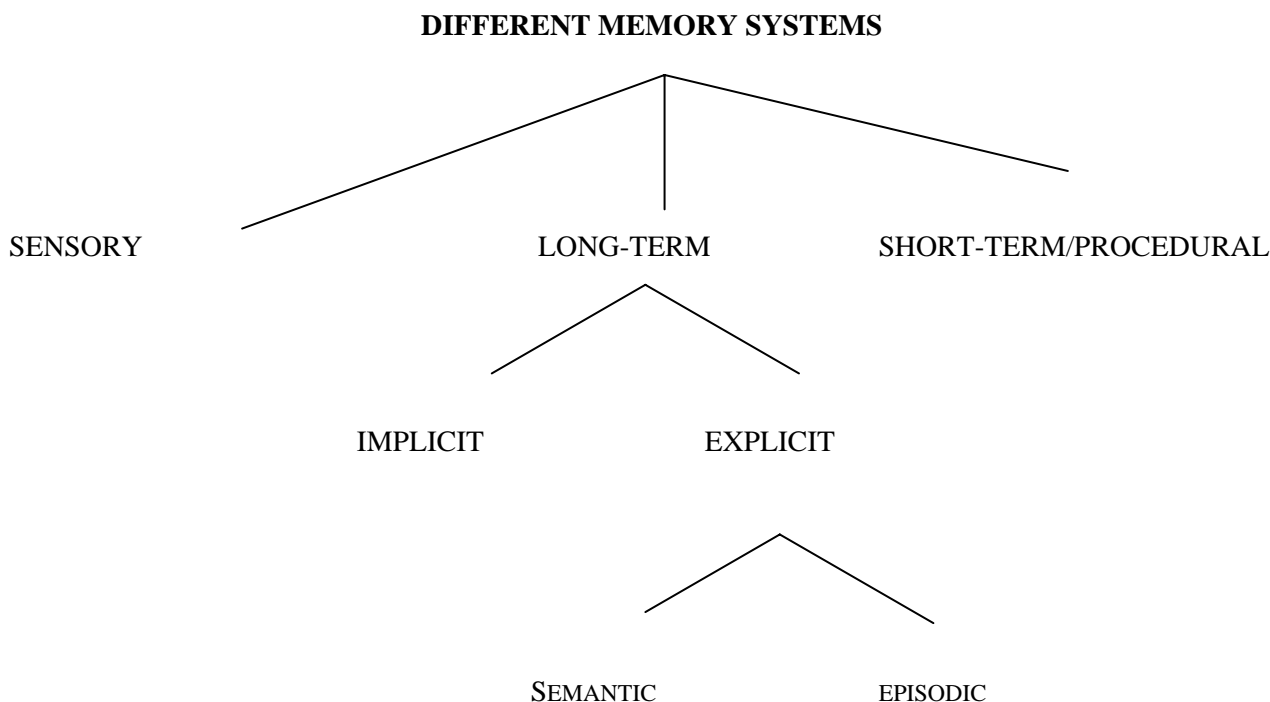 DIFFERENT MEMORY SYSTEMS
SENSORY LONG-TERM SHORT-TERM/PROCEDURAL
IMPLICIT EXPLICIT
SEMANTIC EPISODIC